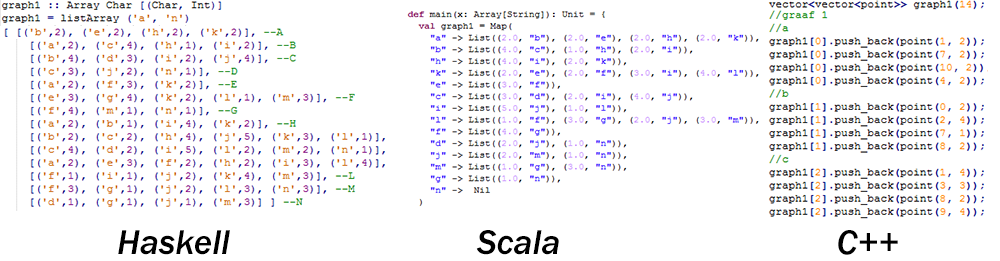 graph1 :: Array Char [(Char, Int)]
graph1 = listArray ('a', 'n')
[ [('b',2), ('e',2), ('h',2), ('k',2)], --A
[('a',2), ('c',4), ('h',1), ('i',2)], --B
[('b',4), ('d',3), ('i',2), ('j',4)], --C
[('c',3), ('j',2), ('n',1)], --D
[('a',2), ('f',3), ('k',2)], --E
[('e',3), ('g',4), ('k',2), ('l',1), ('m',3)], --F
[('f',4), ('m',1), ('n',1)], --G
[('a',2), ('b',1), ('i',4), ('k',2)], --H
[('b',2), ('c',2), ('h',4), ('j',5), ('k',3), ('l',1)],
[('c',4), ('d',2), ('i',5), ('l',2), ('m',2), ('n',1)],
[('a',2), ('e',3), ('f',2), ('h',2), ('i',3), ('l',4)],
[('f',1), ('i',1), ('j',2), ('k',4), ('m',3)], --L
[('f',3), ('g',1), ('j',2), ('l',3), ('n',3)], --M
[('d',1), ('g',1), ('j',1), ('m',3)] ] --N
Haskell
def main(x: Array[String]): Unit = {
val graph1 = Map(
"a" -> List((2.0, "b"), (2.0, "e"), (2.0, "h"), (2.0, "k")),
"b" -> List((4.0, "c"), (1.0, "h"), (2.0, "i")),
"h" -> List((4.0, "i"), (2.0, "k")),
"k" -> List((2.0, "e"), (2.0, "f"), (3.0, "i"), (4.0, "l")),
"e" -> List((3.0, "f")),
"c" -> List((3.0, "d"), (2.0, "i"), (4.0, "j")),
"i" -> List((5.0, "j"), (1.0, "l")),
"l" -> List((1.0, "f"), (3.0, "g"), (2.0, "j"), (3.0, "m")),
"f" -> List((4.0, "g")),
"d" -> List((2.0, "j"), (1.0, "n")),
"j" -> List((2.0, "m"), (1.0, "n")),
"m" -> List((1.0, "g"), (3.0, "n")),
"g" -> List((1.0, "n")),
"n" -> Nil
)
Scala
vector<vector<point>> graph1(14);
//graaf 1
//a
graph1[0].push_back(point(1, 2));
graph1[0].push_back(point(7, 2));
graph1[0].push_back(point(10, 2))
graph1[0].push_back(point(4, 2));
//b
graph1[1].push_back(point(0, 2));
graph1[1].push_back(point(2, 4));
graph1[1].push_back(point(7, 1));
graph1[1].push_back(point(8, 2));
//c
graph1[2].push_back(point(1, 4));
graph1[2].push_back(point(3, 3));
graph1[2].push_back(point(8, 2));
graph1[2].push_back(point(9, 4));
C++